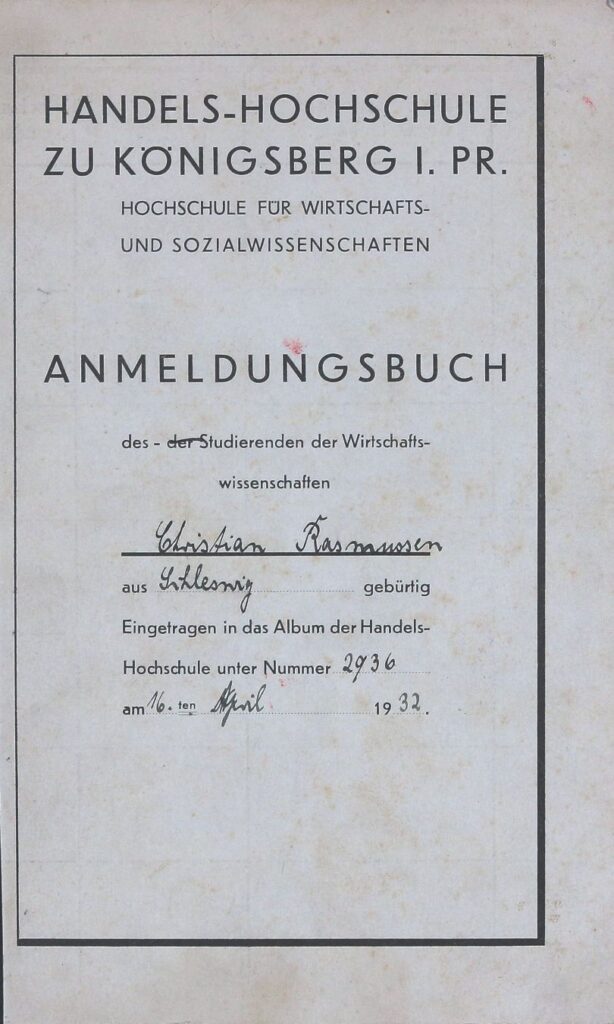 HANDELS-HOCHSCHULE
ZU KÖNIGSBERG I. PR.
HOCHSCHULE FÜR WIRTSCHAFTS-
UND SOZIALWISSENSCHAFTEN
ANMELDUNGSBUCH
des - der Studierenden der Wirtschafts-
wissenschaften
Christian Rasmussen
aus Schleswig gebürtig
Eingetragen in das Album der Handels-
Hochschule unter Nummer 2936
am 16. ten April 1932.